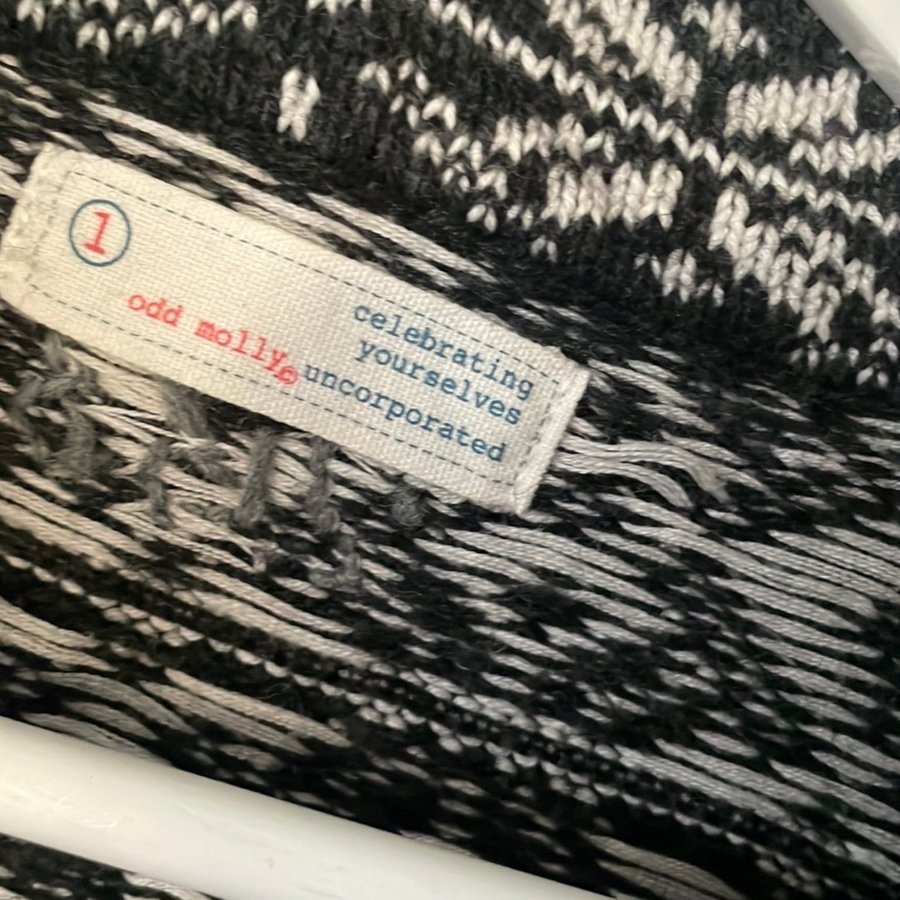 1
odd molly©
celebrating
yourselves
uncorporated